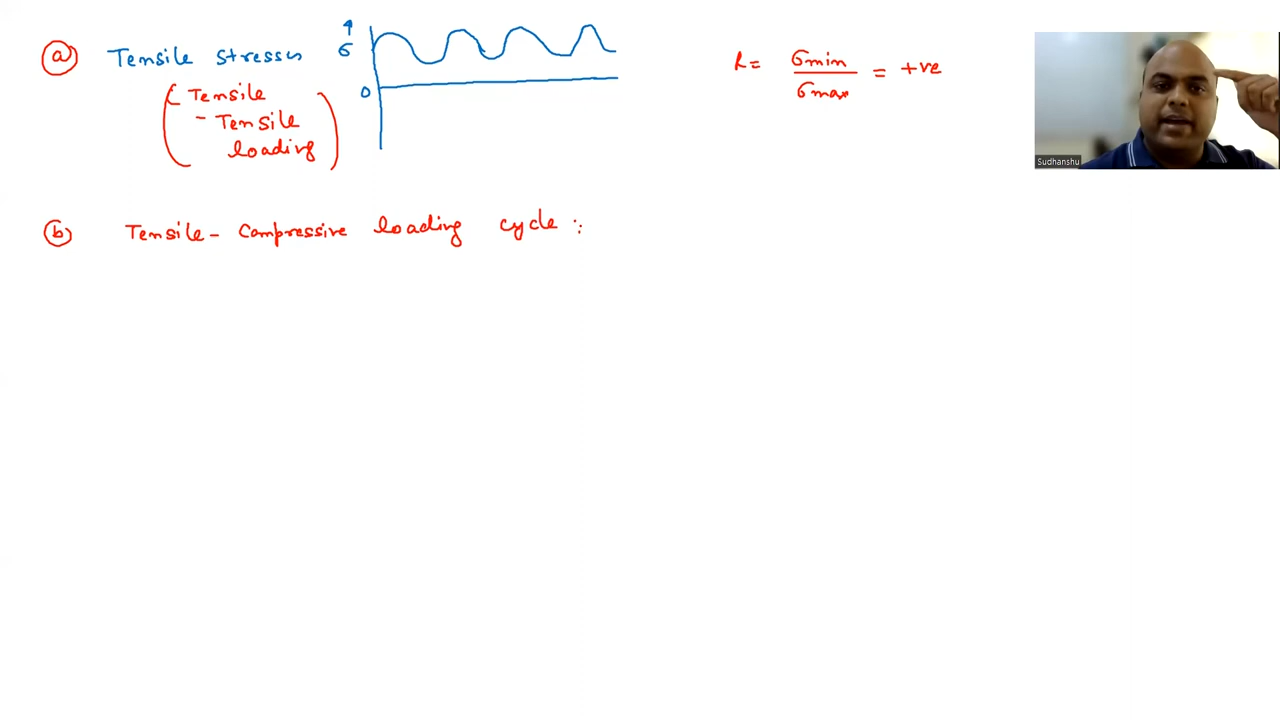 (a) Tensile stresses
σ
0
( Tensile
- Tensile
loading )
R = σmin / σmax = +ve
Sudhanshu
(b) Tensile - Compressive loading cycle :